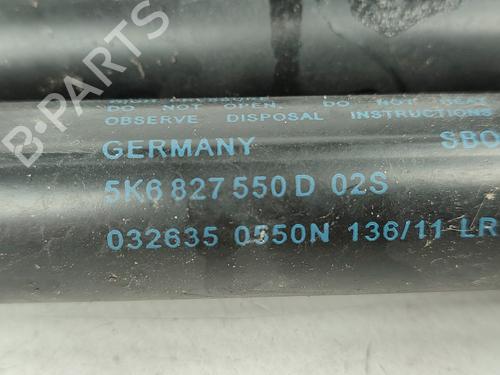 DO NOT OPEN. DO NOT HEAT
OBSERVE DISPOSAL INSTRUCTIONS
GERMANY SBO
5K6 827 550 D 02S
032635 0550N 136/11 LR
B-PARTS